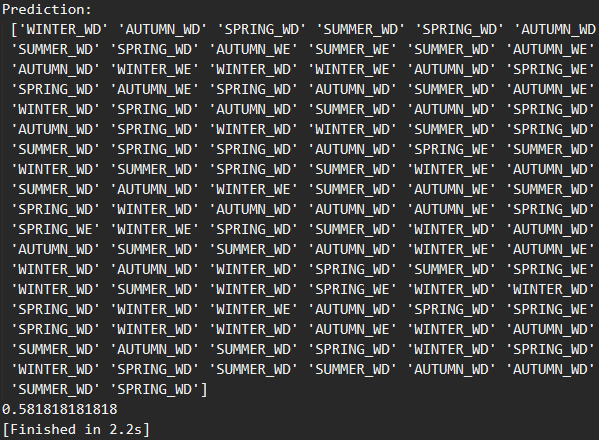 Prediction:
['WINTER_WD' 'AUTUMN_WD' 'SPRING_WD' 'SUMMER_WD' 'SPRING_WD' 'AUTUMN_WD'
'SUMMER_WD' 'SPRING_WD' 'AUTUMN_WE' 'SUMMER_WE' 'SUMMER_WD' 'AUTUMN_WE'
'AUTUMN_WD' 'WINTER_WE' 'WINTER_WD' 'WINTER_WE' 'AUTUMN_WD' 'SPRING_WE'
'SPRING_WD' 'AUTUMN_WE' 'SPRING_WD' 'AUTUMN_WD' 'SUMMER_WD' 'AUTUMN_WE'
'WINTER_WD' 'SPRING_WD' 'AUTUMN_WD' 'SUMMER_WD' 'AUTUMN_WD' 'SPRING_WD'
'AUTUMN_WD' 'SPRING_WD' 'WINTER_WD' 'WINTER_WD' 'SUMMER_WD' 'SPRING_WD'
'SUMMER_WD' 'SPRING_WD' 'SPRING_WD' 'AUTUMN_WD' 'SPRING_WE' 'SUMMER_WD'
'WINTER_WD' 'SUMMER_WD' 'SPRING_WD' 'SUMMER_WD' 'WINTER_WE' 'AUTUMN_WD'
'SUMMER_WD' 'AUTUMN_WD' 'WINTER_WE' 'SUMMER_WD' 'AUTUMN_WE' 'SUMMER_WD'
'SPRING_WD' 'WINTER_WD' 'AUTUMN_WD' 'AUTUMN_WD' 'AUTUMN_WE' 'SPRING_WD'
'SPRING_WE' 'WINTER_WE' 'SPRING_WD' 'SUMMER_WD' 'WINTER_WD' 'AUTUMN_WD'
'AUTUMN_WD' 'SUMMER_WD' 'SUMMER_WD' 'AUTUMN_WD' 'WINTER_WE' 'AUTUMN_WE'
'WINTER_WD' 'AUTUMN_WD' 'WINTER_WD' 'SPRING_WD' 'SUMMER_WD' 'SPRING_WE'
'WINTER_WD' 'SUMMER_WD' 'WINTER_WD' 'SPRING_WE' 'WINTER_WD' 'WINTER_WD'
'SPRING_WD' 'WINTER_WD' 'WINTER_WE' 'AUTUMN_WD' 'SPRING_WD' 'SPRING_WE'
'SPRING_WD' 'WINTER_WD' 'WINTER_WD' 'AUTUMN_WE' 'WINTER_WD' 'AUTUMN_WD'
'SUMMER_WD' 'AUTUMN_WD' 'SUMMER_WD' 'SPRING_WD' 'WINTER_WD' 'SPRING_WD'
'WINTER_WD' 'SPRING_WD' 'SUMMER_WD' 'SUMMER_WD' 'AUTUMN_WD' 'AUTUMN_WD'
'SUMMER_WD' 'SPRING_WD']
0.581818181818
[Finished in 2.2s]